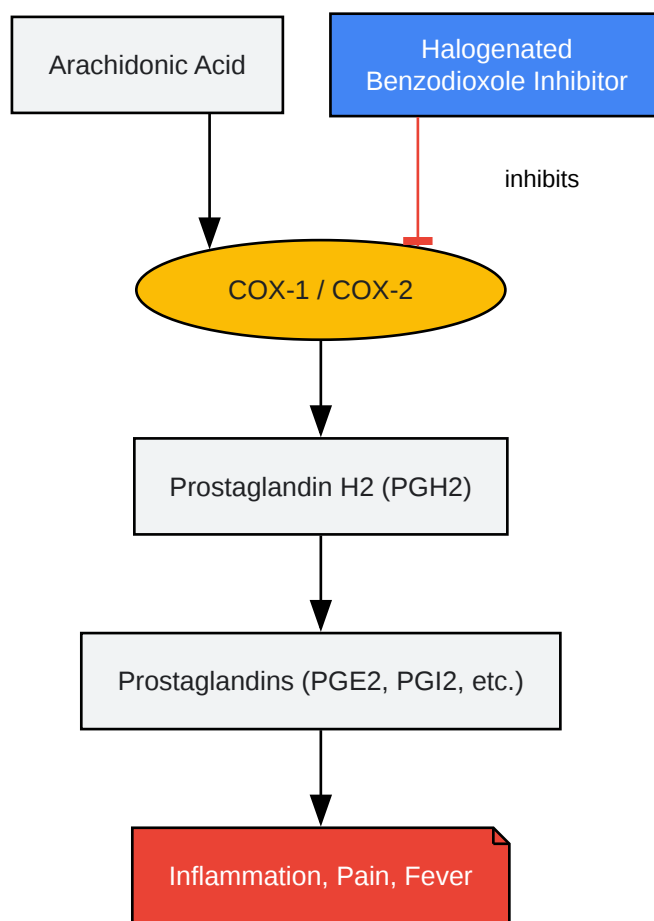 Arachidonic Acid
Halogenated
Benzodioxole Inhibitor
inhibits
COX-1 / COX-2
Prostaglandin H2 (PGH2)
Prostaglandins (PGE2, PGI2, etc.)
Inflammation, Pain, Fever